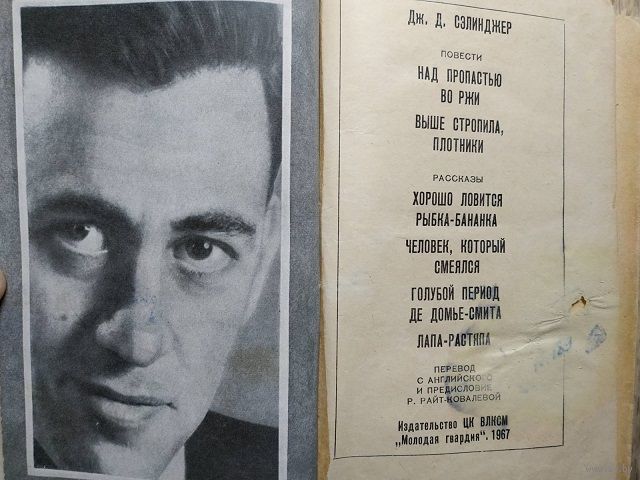 Дж. Д. СЭЛИНДЖЕР
ПОВЕСТИ
НАД ПРОПАСТЬЮ
ВО РЖИ
ВЫШЕ СТРОПИЛА,
ПЛОТНИКИ
РАССКАЗЫ
ХОРОШО ЛОВИТСЯ
РЫБКА-БАНАНКА
ЧЕЛОВЕК, КОТОРЫЙ
СМЕЯЛСЯ
ГОЛУБОЙ ПЕРИОД
ДЕ ДОМЬЕ-СМИТА
ЛАПА-РАСТЯПА
ПЕРЕВОД
С АНГЛИЙСКОГО
И ПРЕДИСЛОВИЕ
Р. РАЙТ-КОВАЛЕВОЙ
Издательство ЦК ВЛКСМ
„Молодая гвардия". 1967